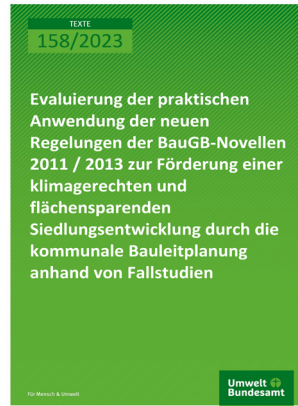 TEXTE
158/2023
Evaluierung der praktischen
Anwendung der neuen
Regelungen der BauGB-Novellen
2011 / 2013 zur Förderung einer
klimagerechten und
flächensparenden
Siedlungsentwicklung durch die
kommunale Bauleitplanung
anhand von Fallstudien
Für Mensch & Umwelt
Umwelt
Bundesamt